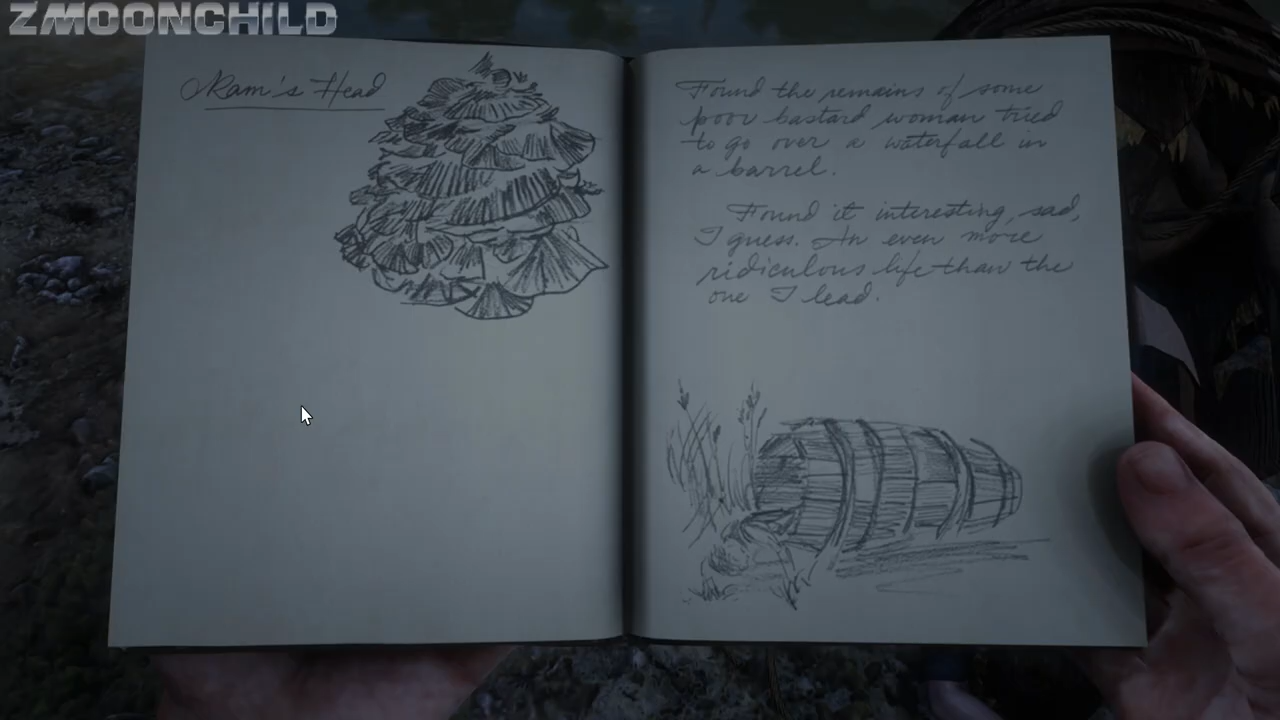 ZMOONCHILD
Ram's Head
Found the remains of some
poor bastard woman tried
to go over a waterfall in
a barrel.
Found it interesting, sad,
I guess. An even more
ridiculous life than the
one I lead.